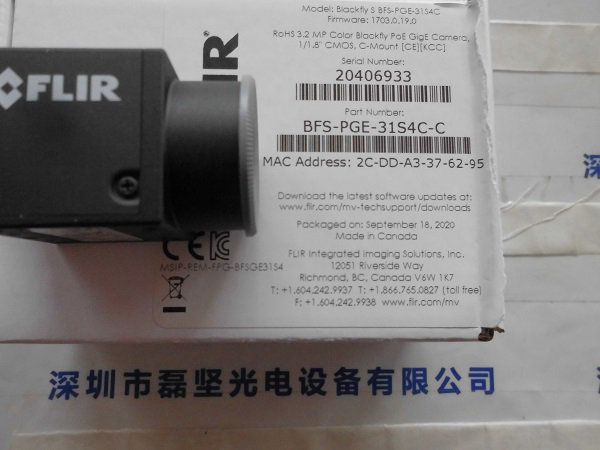 Model: Blackfly S BFS-PGE-31S4C
Firmware: 1703.0.19.0
RoHS 3.2 MP Color Blackfly PoE GigE Camera,
1/1.8" CMOS, C-Mount [CE][KCC]
Serial Number:
20406933
Part Number:
BFS-PGE-31S4C-C
MAC Address: 2C-DD-A3-37-62-95
FLIR
Download the latest software updates at:
www.flir.com/mv-techsupport/downloads
Packaged on: September 18, 2020
Made in Canada
FLIR Integrated Imaging Solutions, Inc.
12051 Riverside Way
Richmond, BC, Canada V6W 1K7
T: +1.604.242.9937 T: +1.866.765.0827 (toll free)
F: +1.604.242.9938 www.flir.com/mv
CE
MSIP-REM-FPG-BFSGE31S4
深圳市磊坚光电设备有限公司